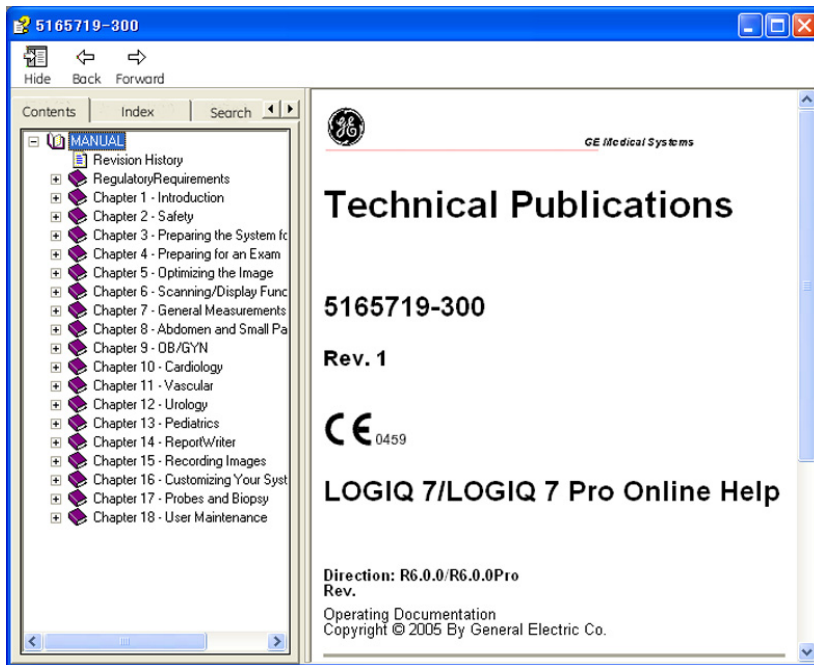 5165719-300
Hide Back Forward
Contents Index Search
MANUAL
Revision History
RegulatoryRequirements
Chapter 1 - Introduction
Chapter 2 - Safety
Chapter 3 - Preparing the System fo
Chapter 4 - Preparing for an Exam
Chapter 5 - Optimizing the Image
Chapter 6 - Scanning/Display Func
Chapter 7 - General Measurements
Chapter 8 - Abdomen and Small Pa
Chapter 9 - OB/GYN
Chapter 10 - Cardiology
Chapter 11 - Vascular
Chapter 12 - Urology
Chapter 13 - Pediatrics
Chapter 14 - ReportWriter
Chapter 15 - Recording Images
Chapter 16 - Customizing Your Syst
Chapter 17 - Probes and Biopsy
Chapter 18 - User Maintenance
GE Medical Systems
Technical Publications
5165719-300
Rev. 1
CE 0459
LOGIQ 7/LOGIQ 7 Pro Online Help
Direction: R6.0.0/R6.0.0Pro
Rev.
Operating Documentation
Copyright © 2005 By General Electric Co.